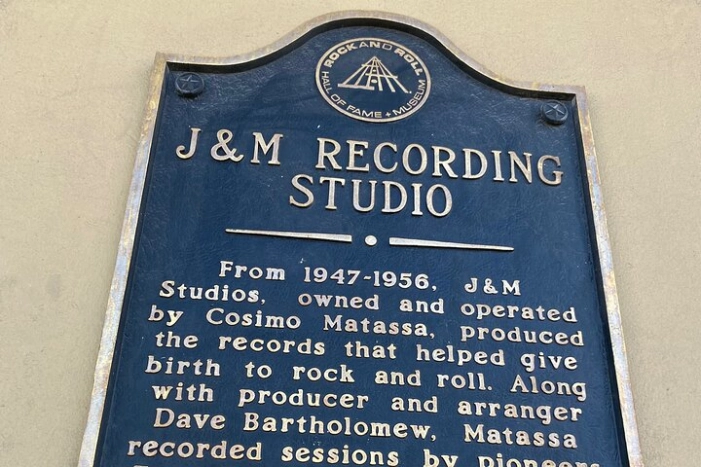 ROCK AND ROLL
HALL OF FAME + MUSEUM
J&M RECORDING
STUDIO
From 1947-1956, J&M
Studios, owned and operated
by Cosimo Matassa, produced
the records that helped give
birth to rock and roll. Along
with producer and arranger
Dave Bartholomew, Matassa
recorded sessions by pioneers